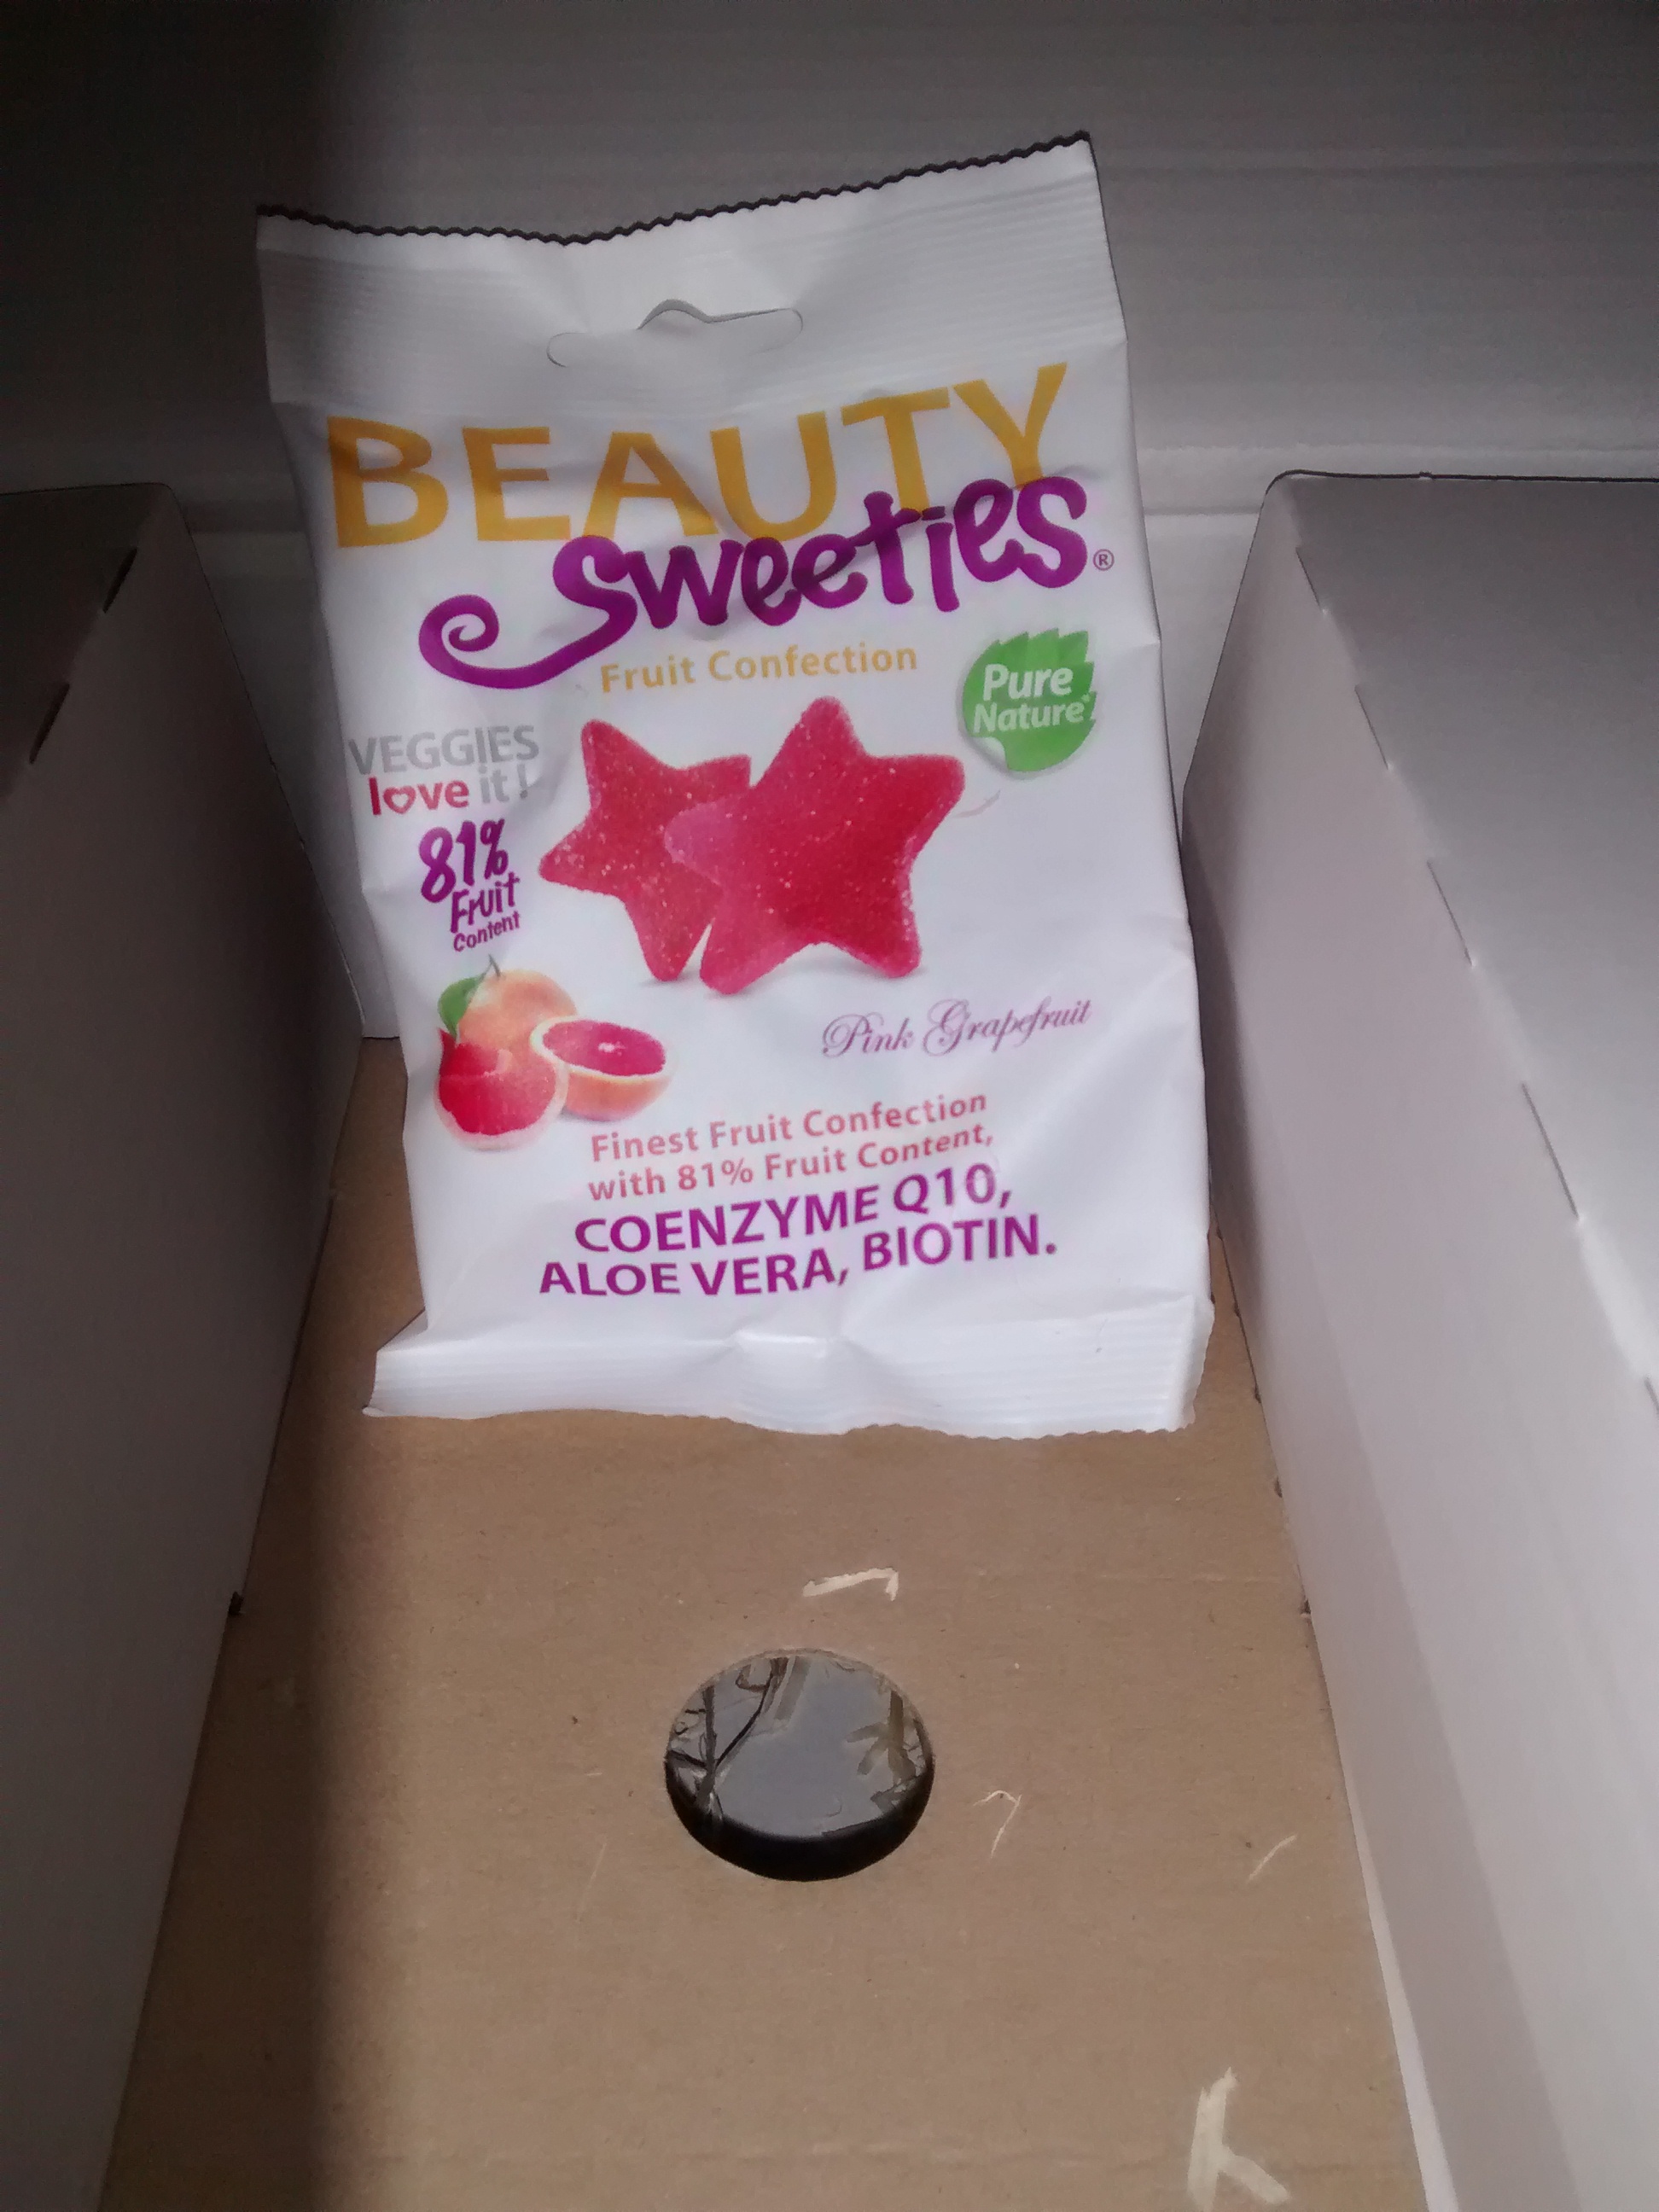 BEAUTY
Sweeties®
Fruit Confection
Pure
Nature!
VEGGIES
love it!
81%
Fruit
Content
Pink Grapefruit
Finest Fruit Confection
with 81% Fruit Content,
COENZYME Q10,
ALOE VERA, BIOTIN.